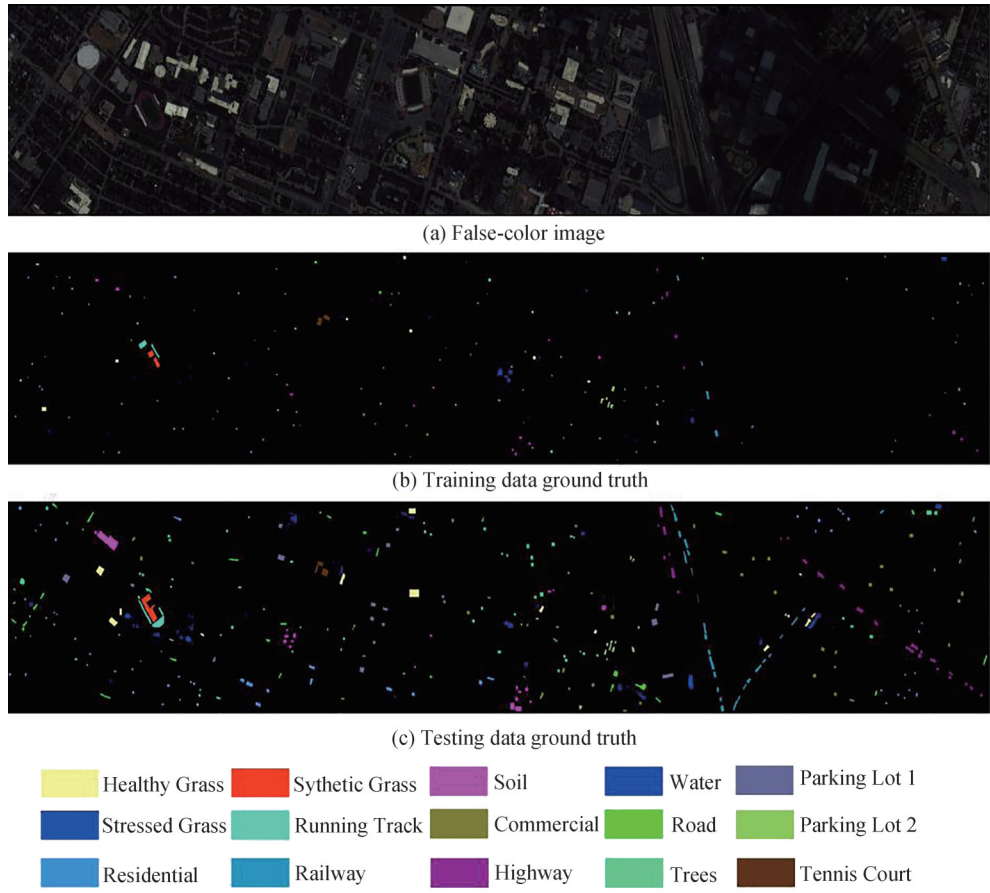 (a) False-color image
(b) Training data ground truth
(c) Testing data ground truth
Healthy Grass Sythetic Grass Soil Water Parking Lot 1
Stressed Grass Running Track Commercial Road Parking Lot 2
Residential Railway Highway Trees Tennis Court